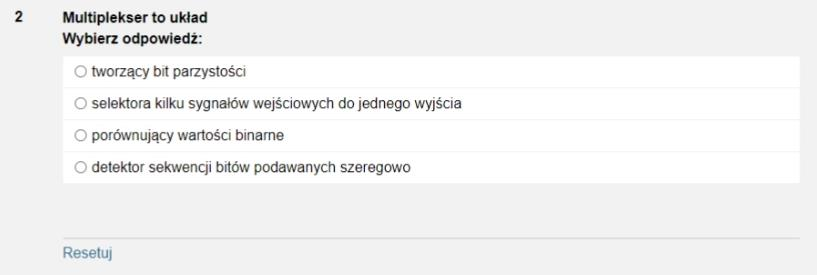 2 Multiplekser to układ
Wybierz odpowiedź:
tworzący bit parzystości
selektora kilku sygnałów wejściowych do jednego wyjścia
porównujący wartości binarne
detektor sekwencji bitów podawanych szeregowo
Resetuj